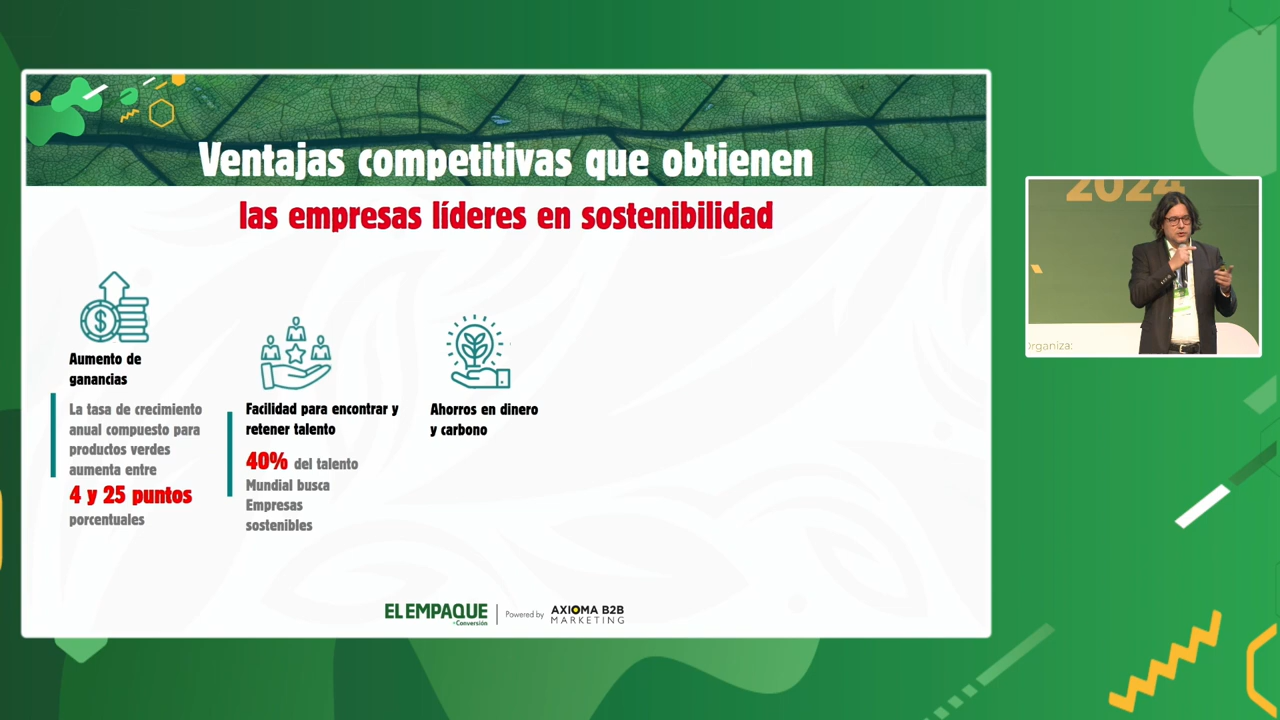 Ventajas competitivas que obtienen
las empresas líderes en sostenibilidad
Aumento de
ganancias
La tasa de crecimiento
anual compuesto para
productos verdes
aumenta entre
4 y 25 puntos
porcentuales
Facilidad para encontrar y
retener talento
40% del talento
Mundial busca
Empresas
sostenibles
Ahorros en dinero
y carbono
EL EMPAQUE
+Conversión
Powered by
AXIOMA B2B
MARKETING
2024
Organiza: